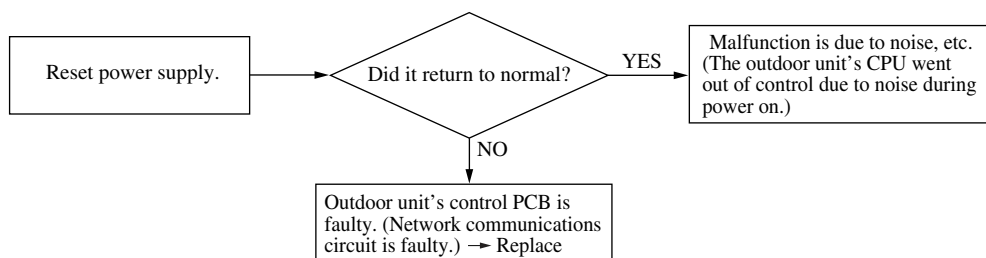 Reset power supply.
Did it return to normal?
YES
Malfunction is due to noise, etc.
(The outdoor unit's CPU went
out of control due to noise during
power on.)
NO
Outdoor unit's control PCB is
faulty. (Network communications
circuit is faulty.) → Replace